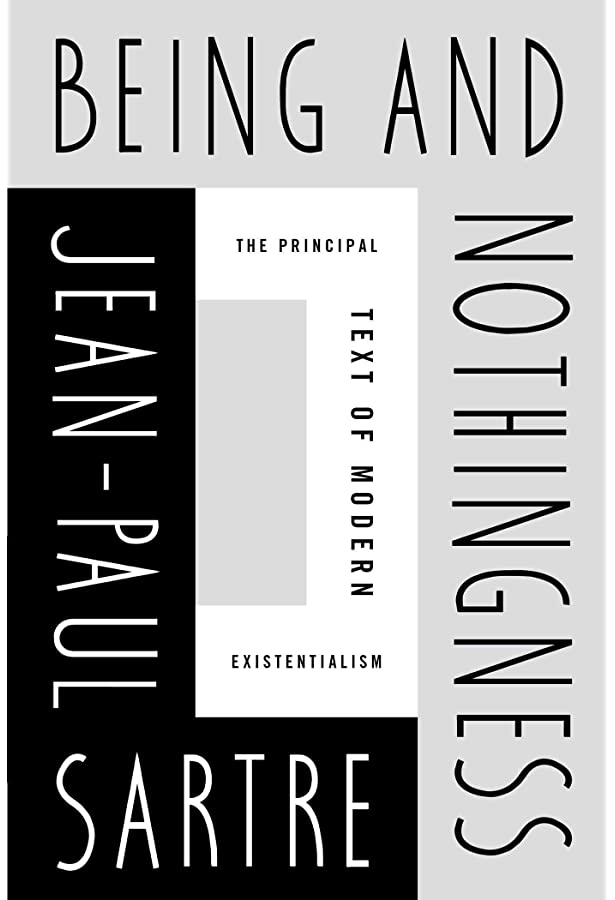 BEING AND
NOTHINGNESS
THE PRINCIPAL
TEXT OF MODERN
EXISTENTIALISM
JEAN-PAUL
SARTRE